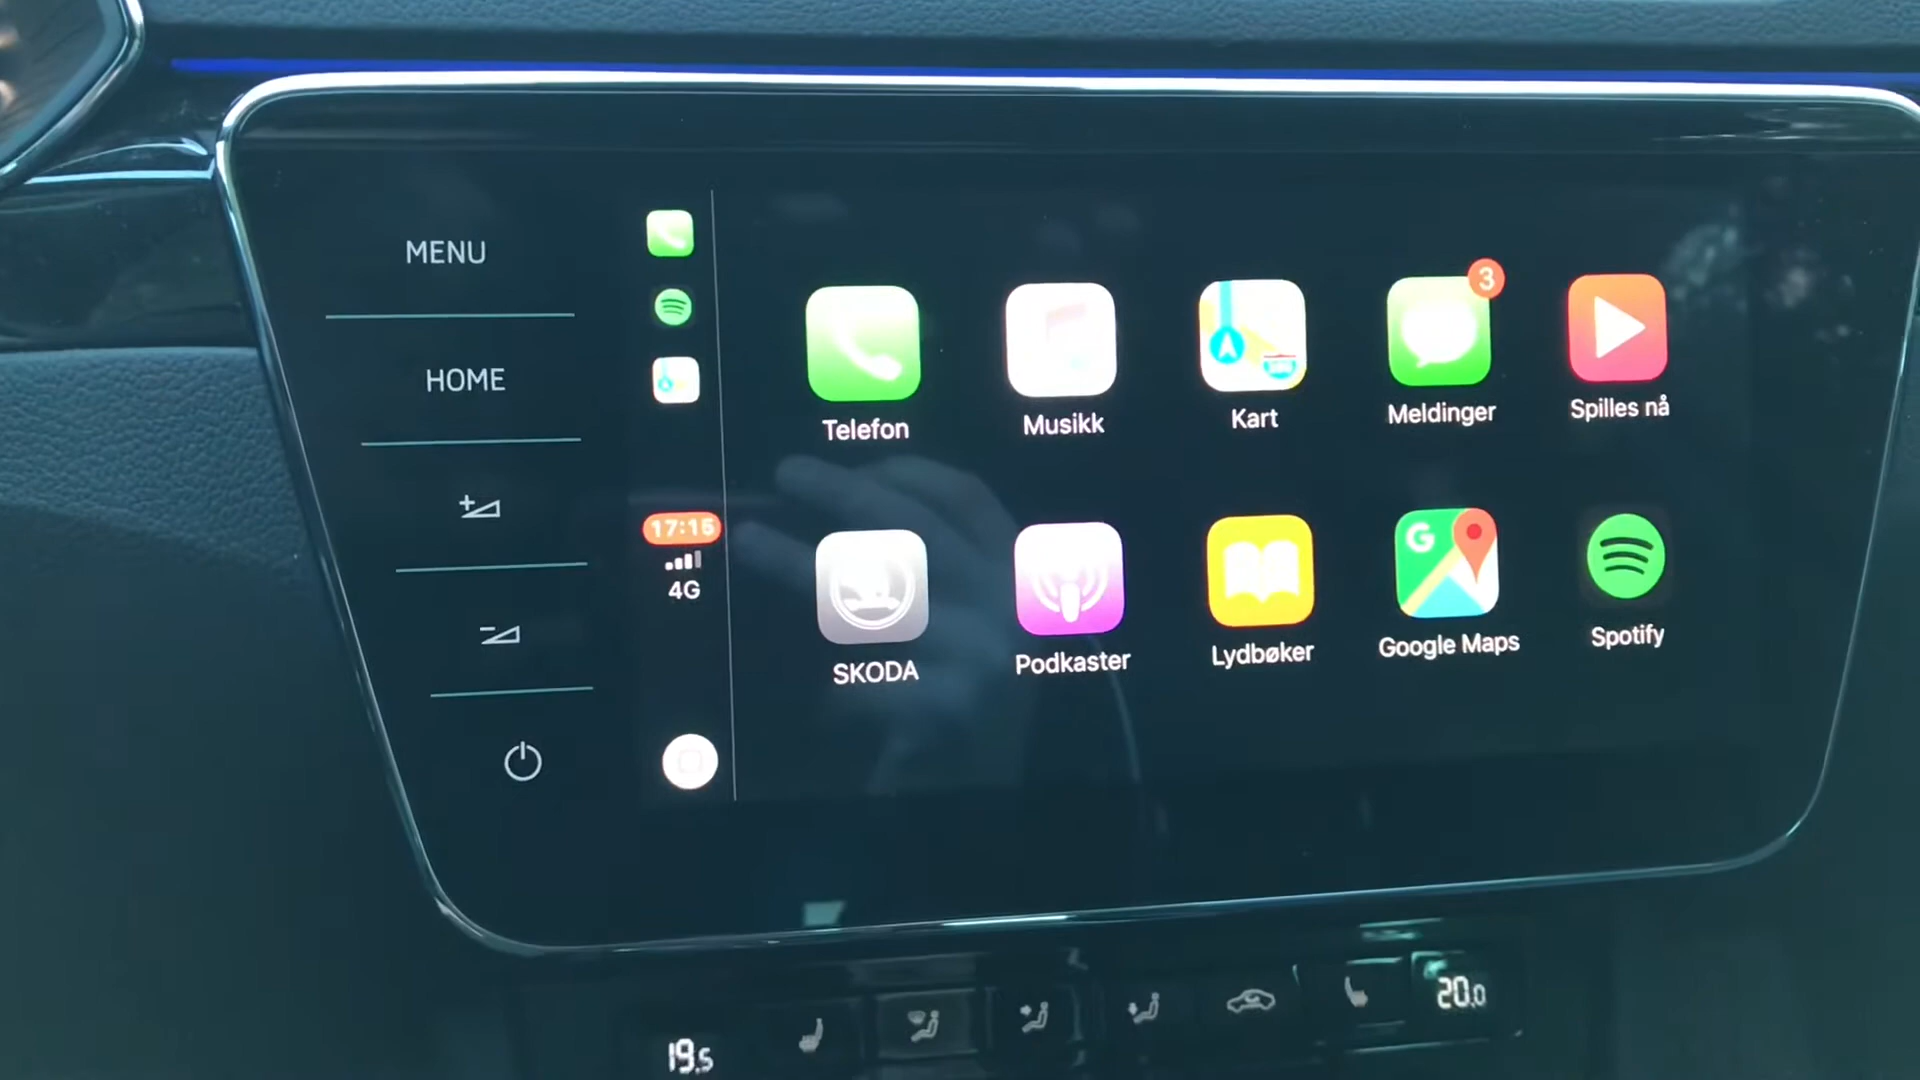 MENU
HOME
17:15
4G
3
Telefon
Musikk
Kart
Meldinger
Spilles nå
SKODA
Podkaster
Lydbøker
G
Google Maps
Spotify
19.5
20.0